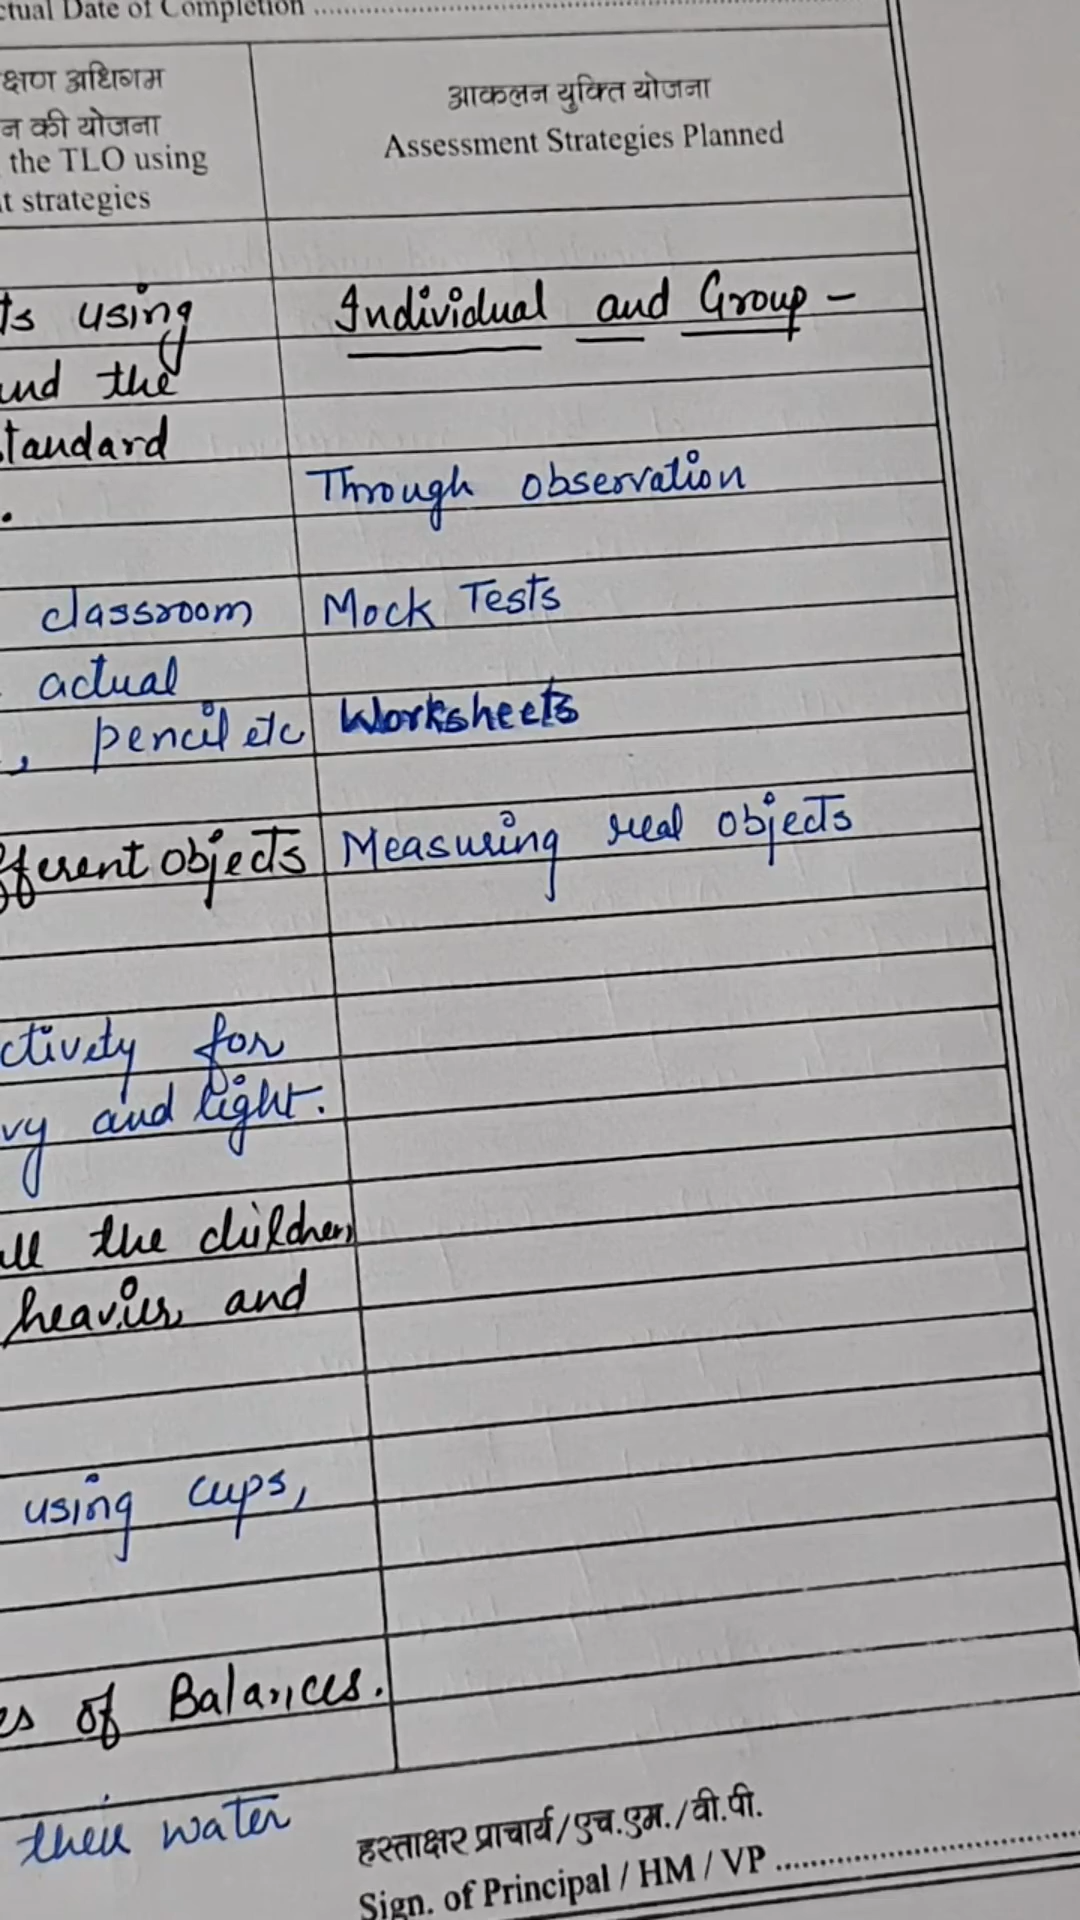 ctual Date of Completion
क्षण अधिगम
न की योजना
the TLO using
t strategies
आकलन युक्ति योजना
Assessment Strategies Planned
ts using
and the
standard
.
classroom
actual
, pencil etc
fferent objects
ctivity for
vy and light.
all the children
heavier, and
using cups,
es of Balances.
their water
Individual and Group -
Through observation
Mock Tests
Worksheets
Measuring real objects
हस्ताक्षर प्राचार्य/एच.एम./वी.पी.
Sign. of Principal / HM / VP